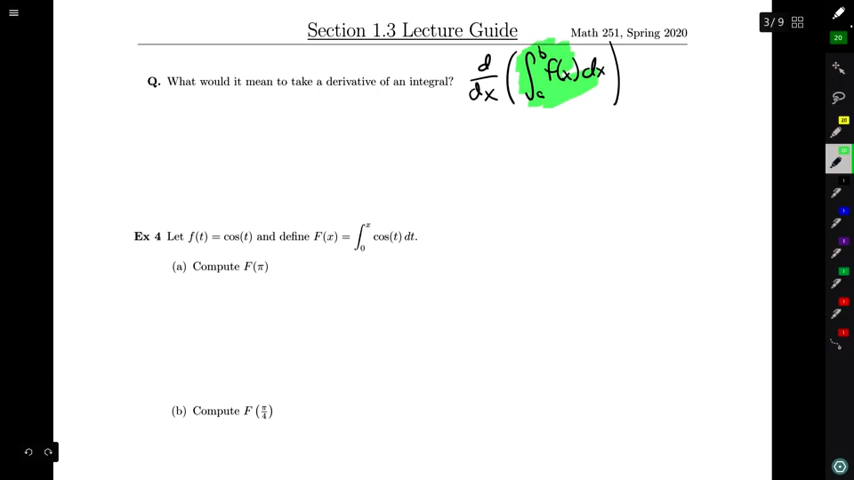 3/9
Section 1.3 Lecture Guide Math 251, Spring 2020
Q. What would it mean to take a derivative of an integral? d/dx (∫_a^b f(x) dx)
Ex 4 Let f(t) = cos(t) and define F(x) = ∫_0^x cos(t) dt.
(a) Compute F(π)
(b) Compute F(π/4)